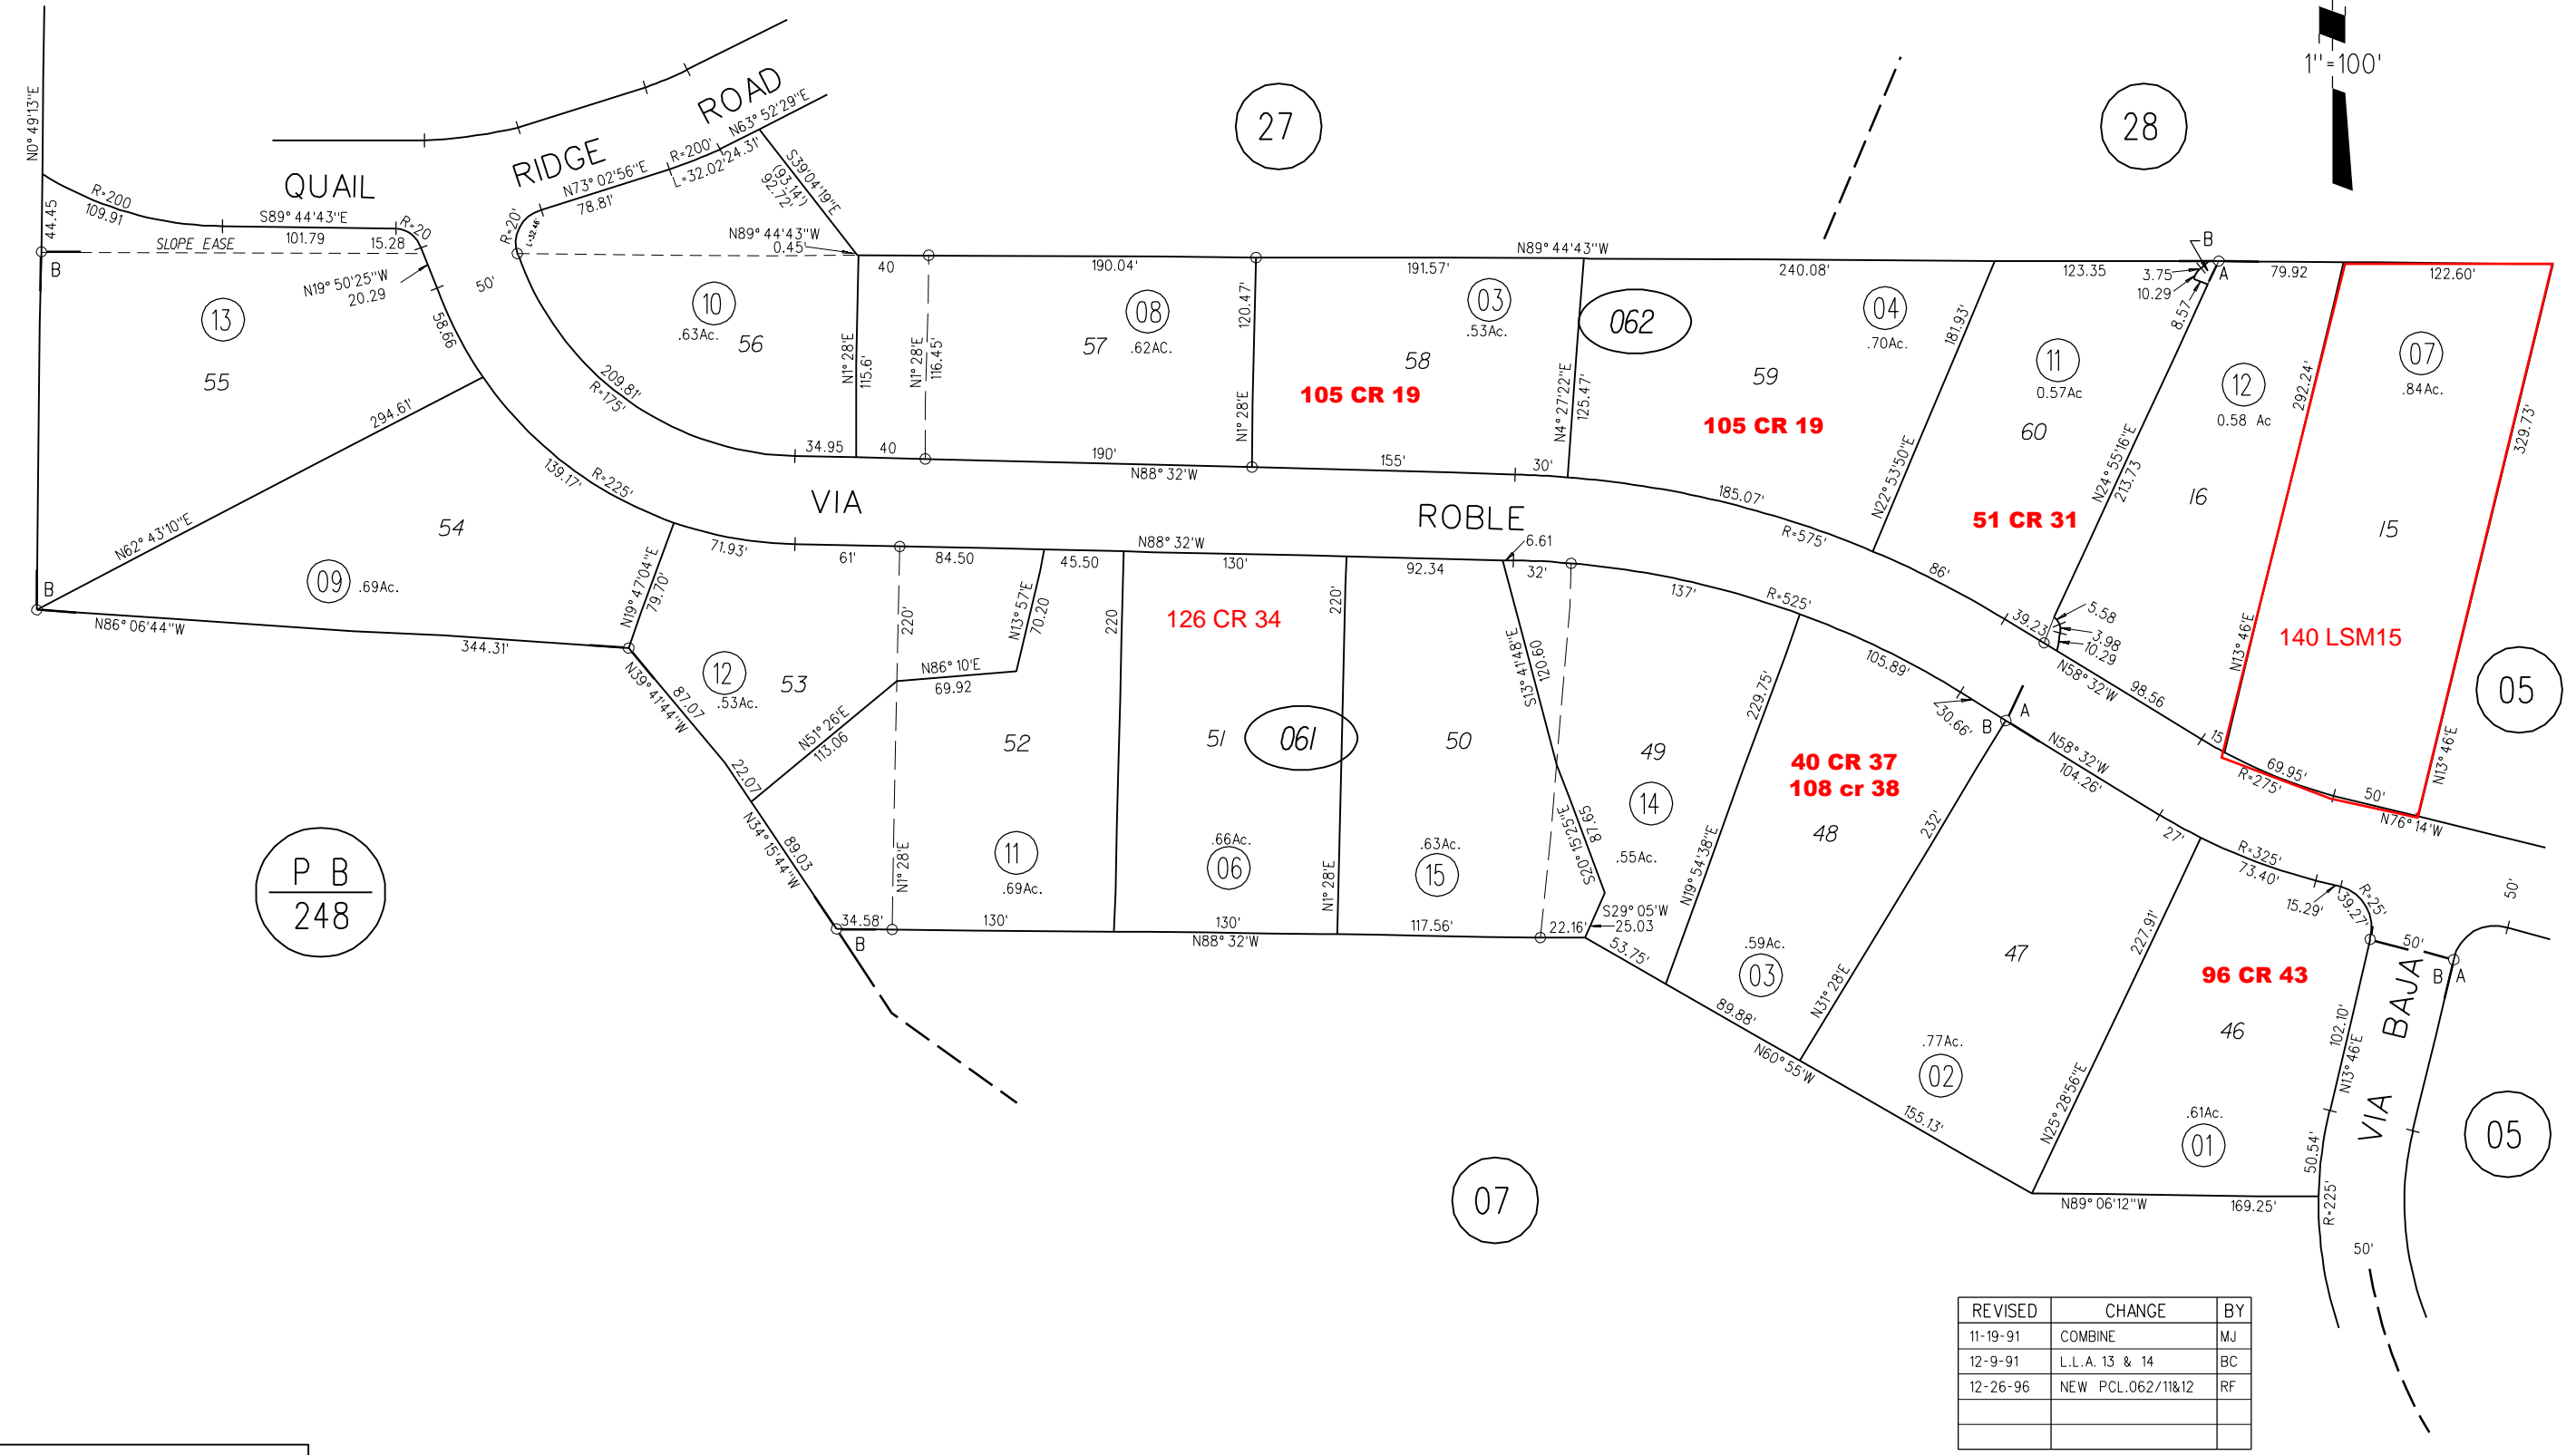 1"=100'
27
28
N0° 49'13"E
44.45
R=200
109.91
QUAIL
RIDGE
ROAD
S89° 44'43"E
101.79
15.28
R=20
SLOPE EASE
B
N19° 50'25"W
20.29
50'
58.66
R=20'
L=32.46'
N73° 02'56"E
78.81'
R=200'
L=32.02'
24.31'
N63° 52'29"E
S39°04'19"E
(93.14')
92.72'
N89° 44'43"W
0.45'
40
190.04'
N89° 44'43"W
191.57'
240.08'
123.35
B
3.75
10.29
A
8.57
79.92
122.60'
13
55
10
.63Ac.
56
N1° 28'E
115.6'
N1° 28'E
116.45'
57
08
.62AC.
120.47'
N1° 28'E
03
.53Ac.
58
105 CR 19
062
N4° 27'22"E
125.47'
04
.70Ac.
59
105 CR 19
181.93'
N22° 53'50"E
11
0.57Ac
60
51 CR 31
N24° 55'16"E
213.73
12
0.58 Ac
16
292.24'
N13° 46'E
07
.84Ac.
15
140 LSM15
329.73'
N13° 46'E
05
294.61'
N62° 43'10"E
209.81'
R=175'
34.95
40
190'
N88° 32'W
155'
30'
185.07'
R=575'
86'
39.23
5.58
3.98
10.29
N58° 32'W
98.56
15'
69.95'
R=275'
50'
N76° 14'W
139.17'
R=225'
VIA
ROBLE
54
09
.69Ac.
B
N86° 06'44"W
344.31'
N19° 47'04"E
79.70'
71.93'
61'
84.50
45.50
N88° 32'W
130'
92.34
6.61
32'
137'
R=525'
105.89'
30.66'
B
A
N58° 32'W
104.26'
27'
R=325'
73.40'
15.29'
39.27'
R=25'
50'
50'
12
.53Ac.
53
N39° 41'44"W
87.07
22.07
N34° 15'44"W
89.03
N51° 26'E
113.06
N86° 10'E
69.92
N13° 57'E
70.20
220'
N1° 28'E
52
11
.69Ac.
220
126 CR 34
51
061
.66Ac.
06
220'
N1° 28'E
50
.63Ac.
15
S13° 41'48"E
120.60
S20° 15'25"E
87.65
49
14
.55Ac.
S29° 05'W
25.03
229.75'
N19° 54'38"E
40 CR 37
108 cr 38
48
.59Ac.
03
232'
N31° 28'E
47
.77Ac.
02
227.91'
N25° 28'56"E
96 CR 43
46
.61Ac.
01
102.10'
N13° 46'E
50.54'
R=225'
VIA
BAJA
B
A
05
P B
248
34.58'
B
130'
130'
N88° 32'W
117.56'
22.16'
53.75'
89.88'
N60° 55'W
155.13'
N89° 06'12"W
169.25'
50'
07
REVISED CHANGE BY
11-19-91 COMBINE MJ
12-9-91 L.L.A. 13 & 14 BC
12-26-96 NEW PCL.062/11&12 RF